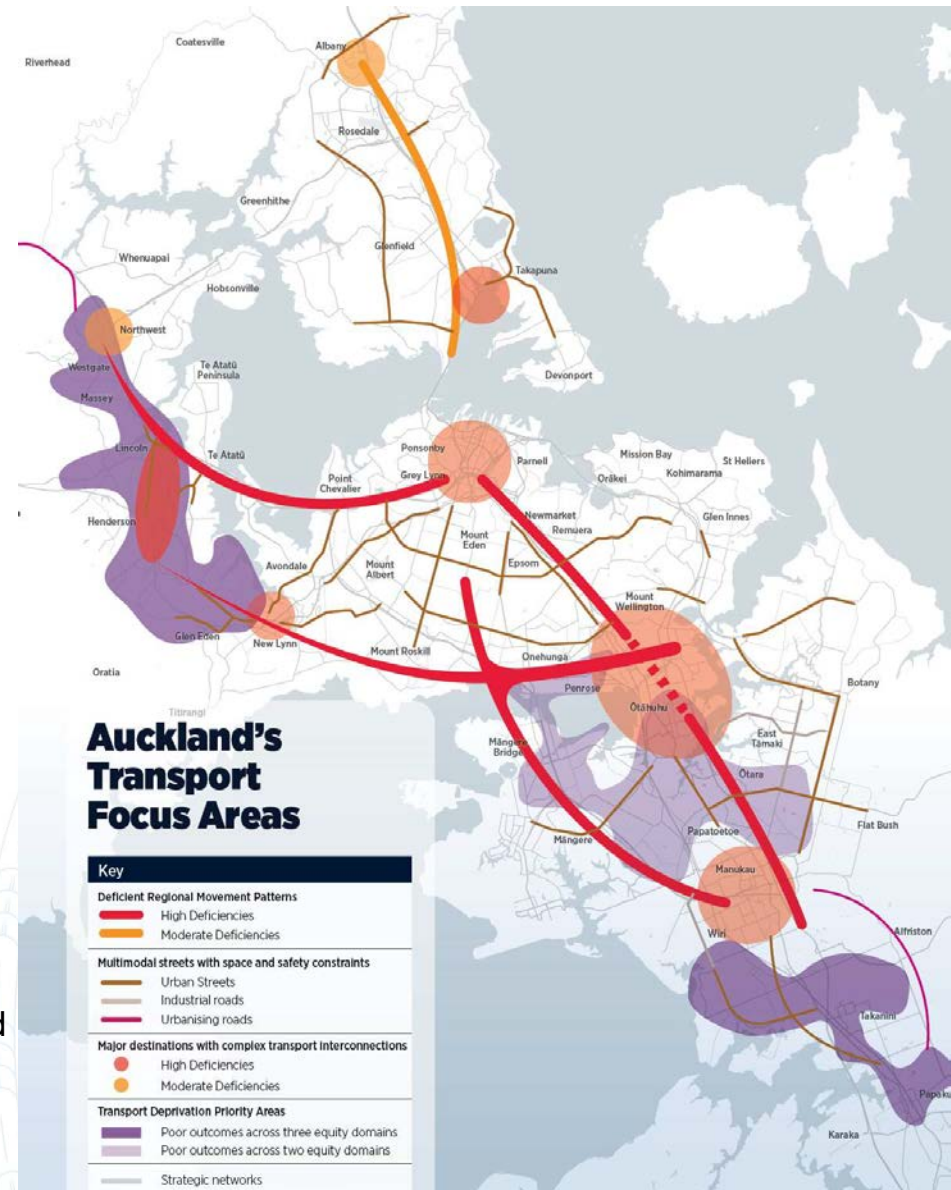 Coatesville
Riverhead
Albany
Rosedale
Greenhithe
Glenfield
Whenuapai
Hobsonville
Takapuna
Northwest
Te Atatū
Peninsula
Westgate
Massey
Devonport
Lincoln
Te Atatū
Ponsonby
Parnell
Mission Bay
St Heliers
Kohimarama
Orākei
Point
Chevalier
Grey Lynn
Newmarket
Remuera
Glen Innes
Henderson
Mount
Eden
Epsom
Avondale
Mount
Albert
Mount
Wellington
Glen Eden
New Lynn
Mount Roskill
Onehunga
Oratia
Penrose
Botany
Ōtāhuhu
Titirangi
East
Tāmaki
Māngere
Bridge
Ōtara
Flat Bush
Papatoetoe
Māngere
Manukau
Wiri
Alfriston
Takanini
Papaku
Karaka
d
Auckland's
Transport
Focus Areas
Key
Deficient Regional Movement Patterns
High Deficiencies
Moderate Deficiencies
Multimodal streets with space and safety constraints
Urban Streets
Industrial roads
Urbanising roads
Major destinations with complex transport interconnections
High Deficiencies
Moderate Deficiencies
Transport Deprivation Priority Areas
Poor outcomes across three equity domains
Poor outcomes across two equity domains
Strategic networks